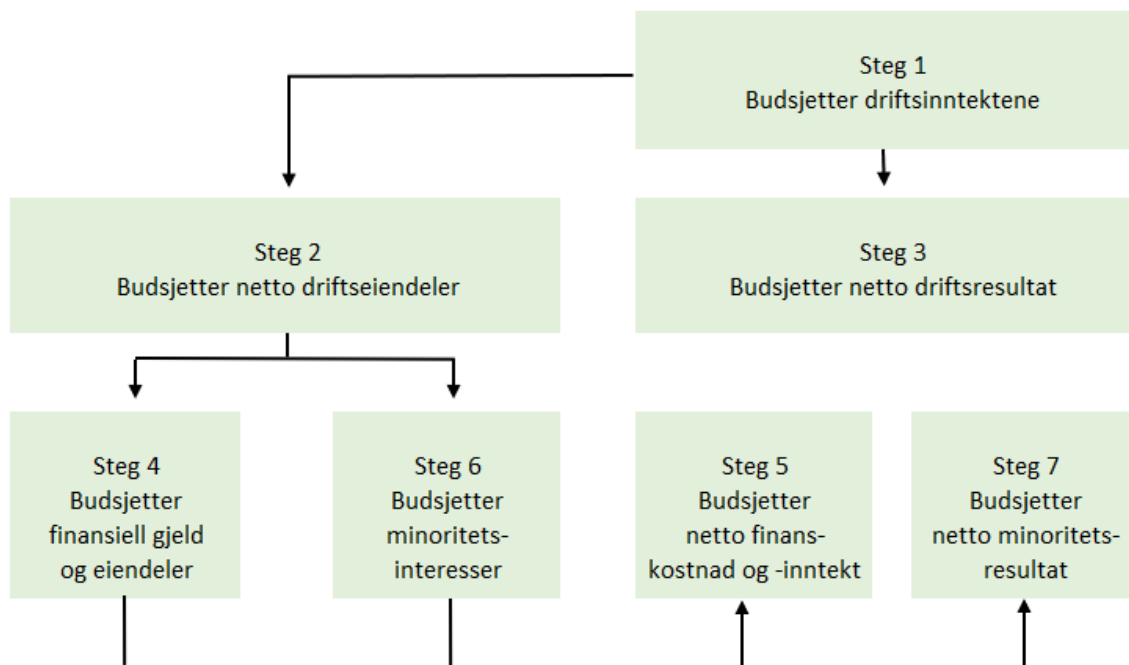 Steg 1
Budsjetter driftsinntektene
Steg 2
Budsjetter netto driftseiendeler
Steg 3
Budsjetter netto driftsresultat
Steg 4
Budsjetter
finansiell gjeld
og eiendeler
Steg 6
Budsjetter
minoritets-
interesser
Steg 5
Budsjetter
netto finans-
kostnad og -inntekt
Steg 7
Budsjetter
netto minoritets-
resultat